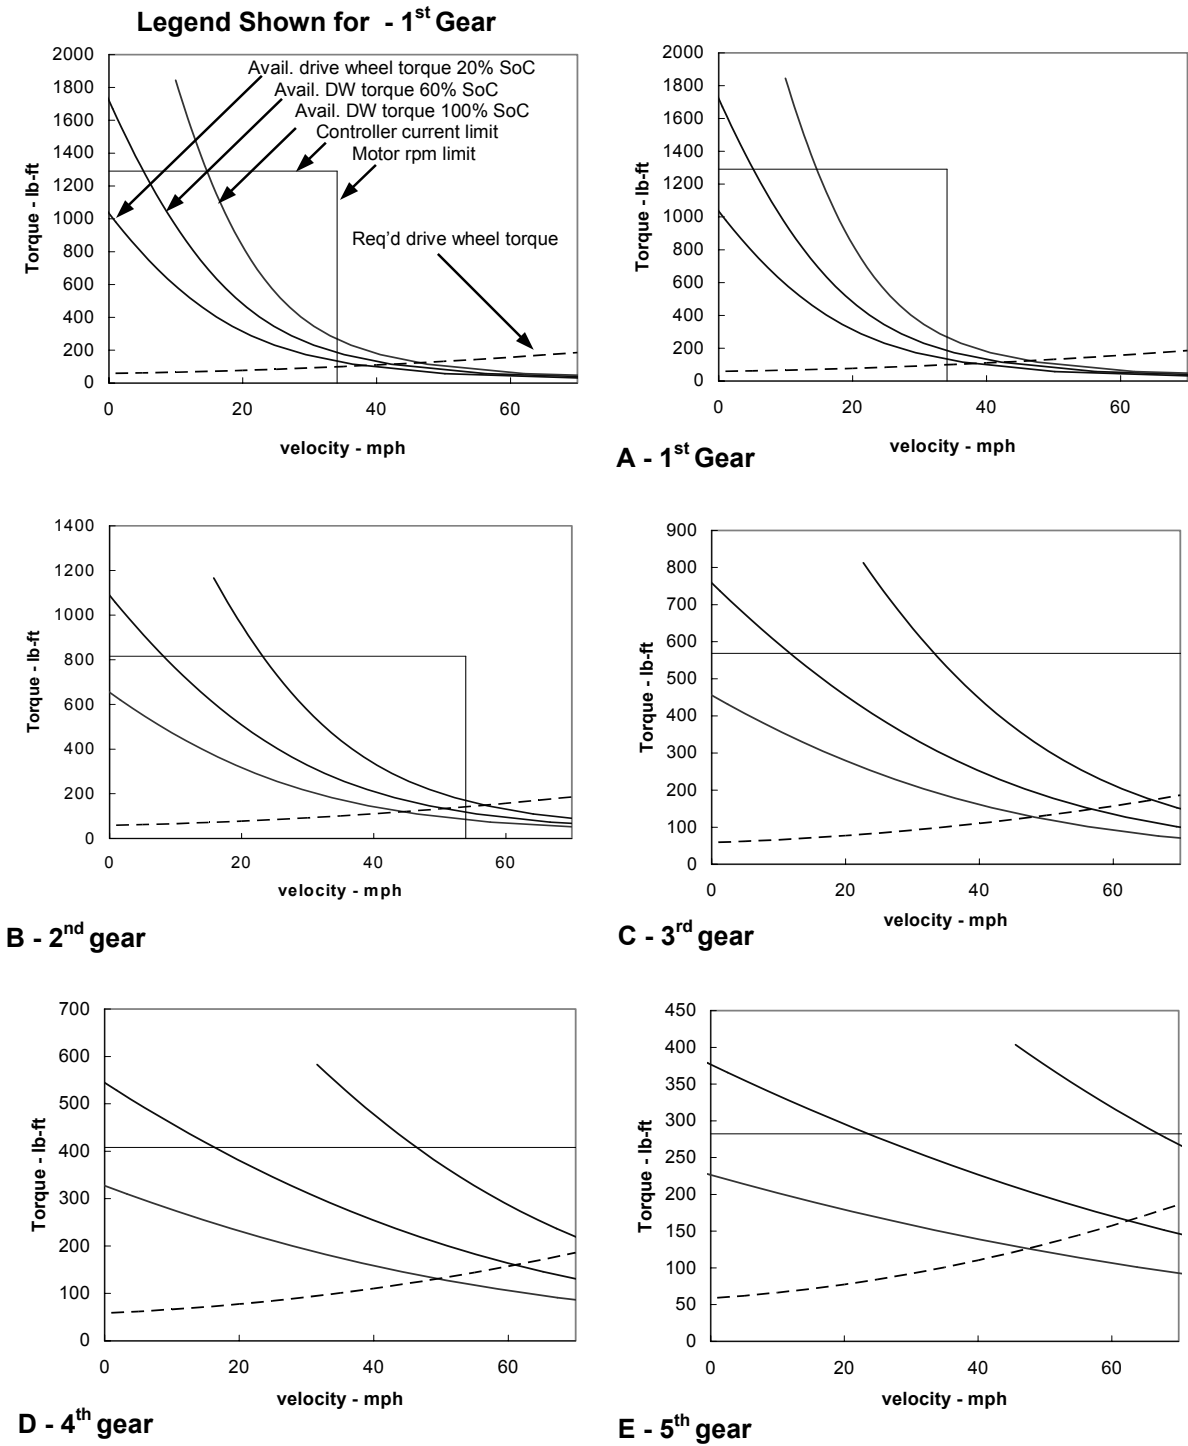 Legend Shown for - 1st Gear
2000
1800
1600
1400
1200
1000
800
600
400
200
0
Torque - lb-ft
Avail. drive wheel torque 20% SoC
Avail. DW torque 60% SoC
Avail. DW torque 100% SoC
Controller current limit
Motor rpm limit
Req'd drive wheel torque
0 20 40 60
velocity - mph
2000
1800
1600
1400
1200
1000
800
600
400
200
0
Torque - lb-ft
0 20 40 60
velocity - mph
A - 1st Gear
1400
1200
1000
800
600
400
200
0
Torque - lb-ft
0 20 40 60
velocity - mph
B - 2nd gear
900
800
700
600
500
400
300
200
100
0
Torque - lb-ft
0 20 40 60
velocity - mph
C - 3rd gear
700
600
500
400
300
200
100
0
Torque - lb-ft
0 20 40 60
velocity - mph
D - 4th gear
450
400
350
300
250
200
150
100
50
0
Torque - lb-ft
0 20 40 60
velocity - mph
E - 5th gear